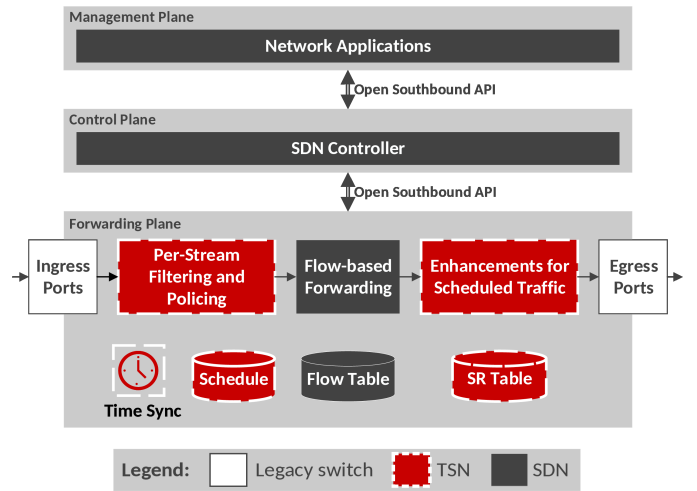 Management Plane
Network Applications
Open Southbound API
Control Plane
SDN Controller
Open Southbound API
Forwarding Plane
Ingress
Ports
Per-Stream
Filtering and
Policing
Flow-based
Forwarding
Enhancements for
Scheduled Traffic
Egress
Ports
Time Sync
Schedule
Flow Table
SR Table
Legend:
Legacy switch
TSN
SDN